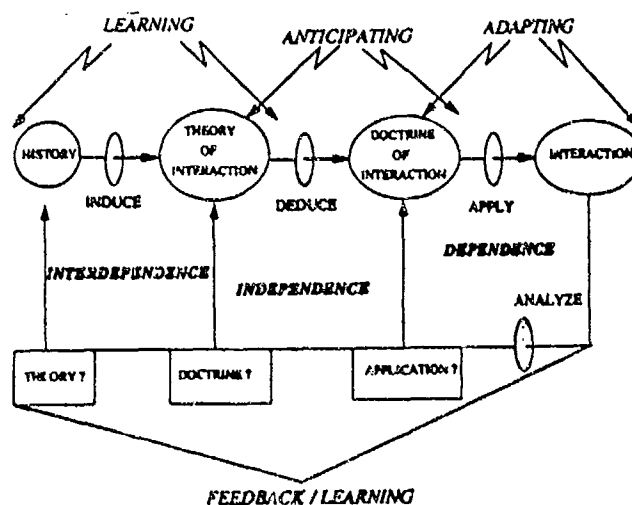 LEARNING
ANTICIPATING
ADAPTING
HISTORY
THEORY
OF
INTERACTION
DOCTRINE
OF
INTERACTION
INTERACTION
INDUCE
DEDUCE
APPLY
INTERDEPENDENCE
INDEPENDENCE
DEPENDENCE
ANALYZE
THEORY?
DOCTRINE?
APPLICATION?
FEEDBACK / LEARNING